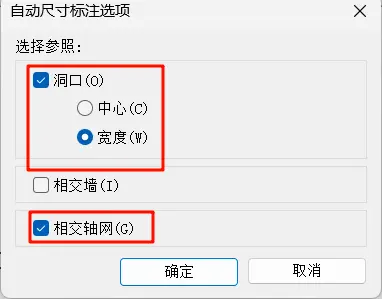 自动尺寸标注选项
选择参照：
洞口(O)
中心(C)
宽度(W)
相交墙(I)
相交轴网(G)
确定
取消